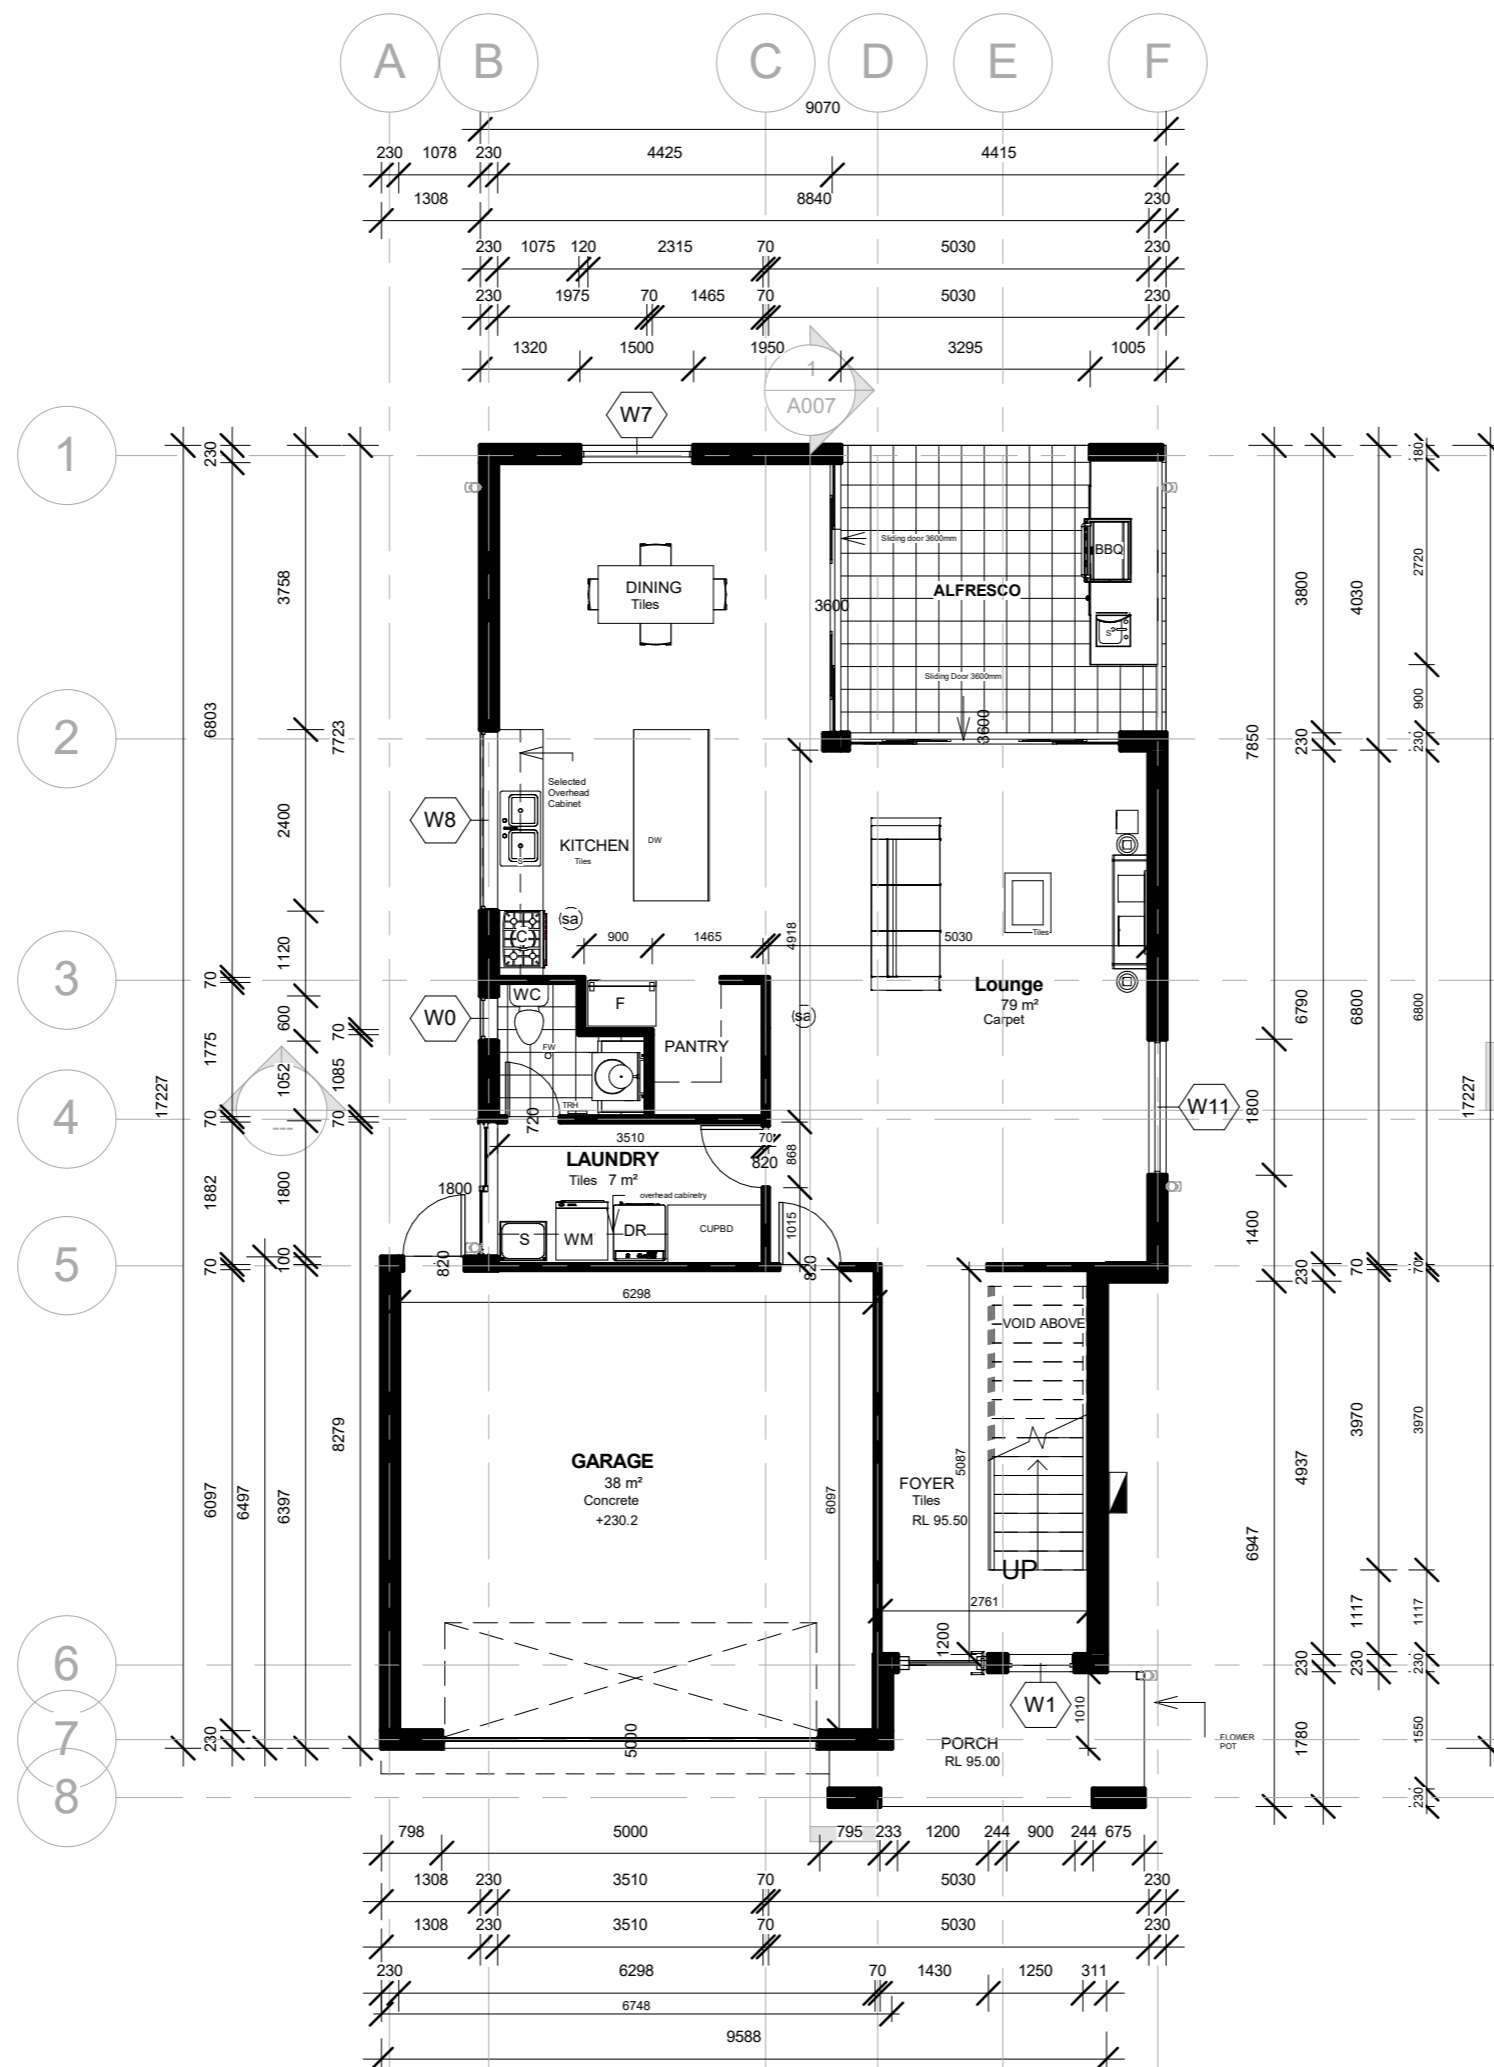 A B C D E F
9070
230 1078 230 4425 4415
1308 8840 230
230 1075 120 2315 70 5030 230
230 1975 70 1465 70 5030 230
1320 1500 1950 3295 1005
1
A007
W7
1
230
180
3758
Sliding door 3600mm
BBQ
2720
DINING
Tiles
ALFRESCO
3600
3800
4030
S
Sliding Door 3600mm
900
6803
7723
2
3600
7850
230
230
Selected
Overhead
Cabinet
2400
W8
KITCHEN
Tiles
DW
S
sa
C
900 1465
4918
5030
1120
3
70
WC
F
Lounge
79 m²
Carpet
Tiles
sa
6790
6800
6800
600
W0
70
1775
FW
PANTRY
1052
1085
17227
17227
4
70
70
TRH
720
W11
1800
---
3510 70
820
868
LAUNDRY
Tiles 7 m²
overhead cabinetry
1882
1800
1800
S WM DR CUPBD
1015
1400
5
70
100
820
820
230
70
70
6298
VOID ABOVE
8279
GARAGE
38 m²
Concrete
+230.2
6097
6497
6397
6097
FOYER
Tiles
RL 95.50
5087
4937
3970
3970
6947
UP
2761
1200
1117
1117
6
230
230
230
W1
1010
7
230
5000
PORCH
RL 95.00
FLOWER
POT
1780
1550
8
230
798 5000 795 233 1200 244 900 244 675
1308 230 3510 70 5030 230
1308 230 3510 70 5030 230
230 6298 70 1430 1250 311
6748
9588